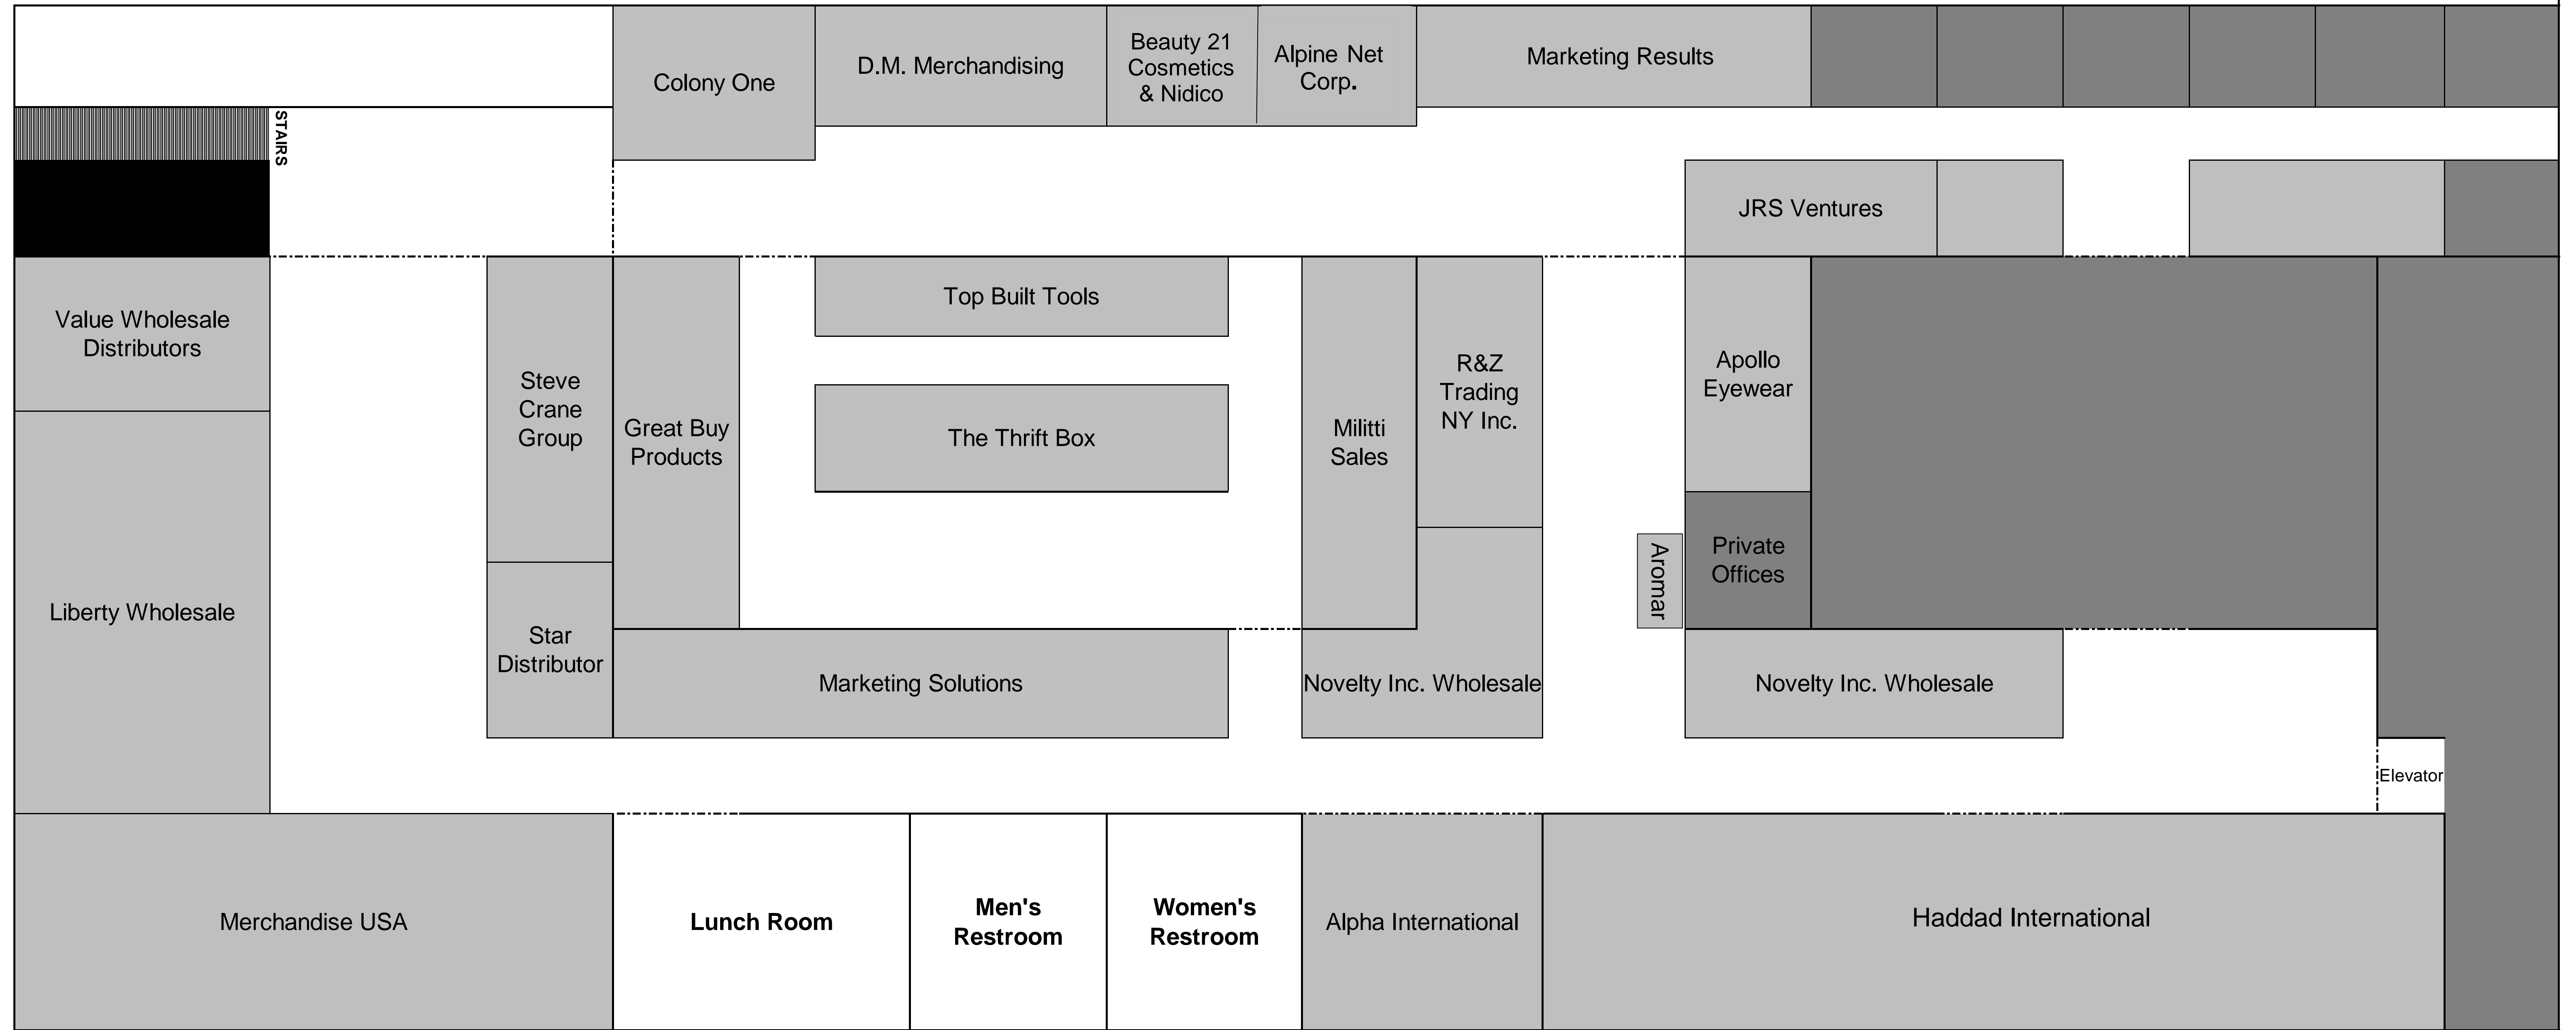 Colony One
D.M. Merchandising
Beauty 21
Cosmetics
& Nidico
Alpine Net
Corp.
Marketing Results
STAIRS
JRS Ventures
Value Wholesale
Distributors
Steve
Crane
Group
Great Buy
Products
Top Built Tools
The Thrift Box
Militti
Sales
R&Z
Trading
NY Inc.
Apollo
Eyewear
Private
Offices
Aromar
Liberty Wholesale
Star
Distributor
Marketing Solutions
Novelty Inc. Wholesale
Novelty Inc. Wholesale
Elevator
Merchandise USA
Lunch Room
Men's
Restroom
Women's
Restroom
Alpha International
Haddad International